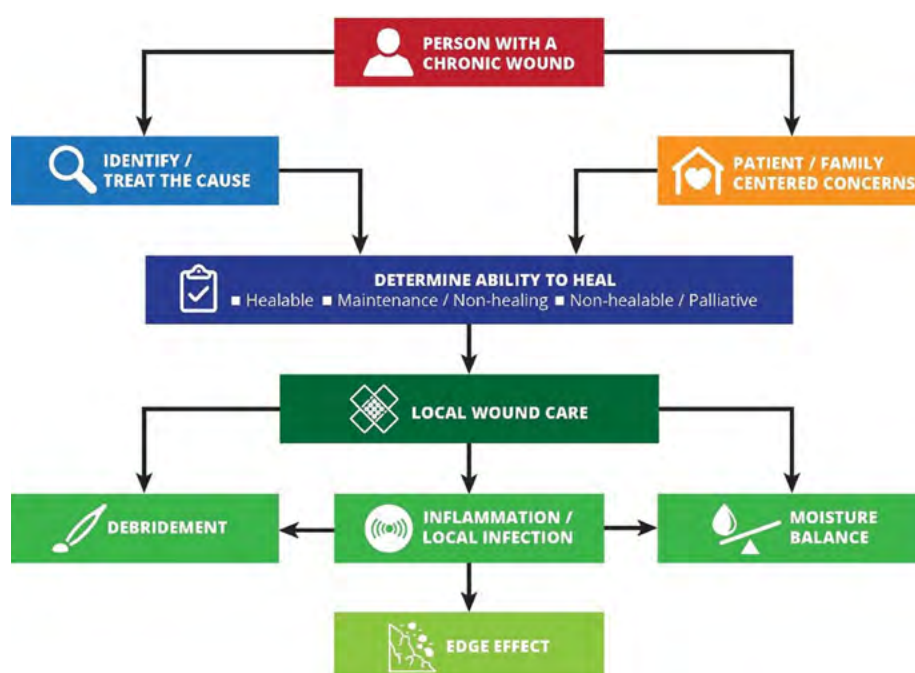 PERSON WITH A
CHRONIC WOUND
IDENTIFY /
TREAT THE CAUSE
PATIENT / FAMILY
CENTERED CONCERNS
DETERMINE ABILITY TO HEAL
■ Healable ■ Maintenance / Non-healing ■ Non-healable / Palliative
LOCAL WOUND CARE
DEBRIDEMENT
INFLAMMATION /
LOCAL INFECTION
MOISTURE
BALANCE
EDGE EFFECT